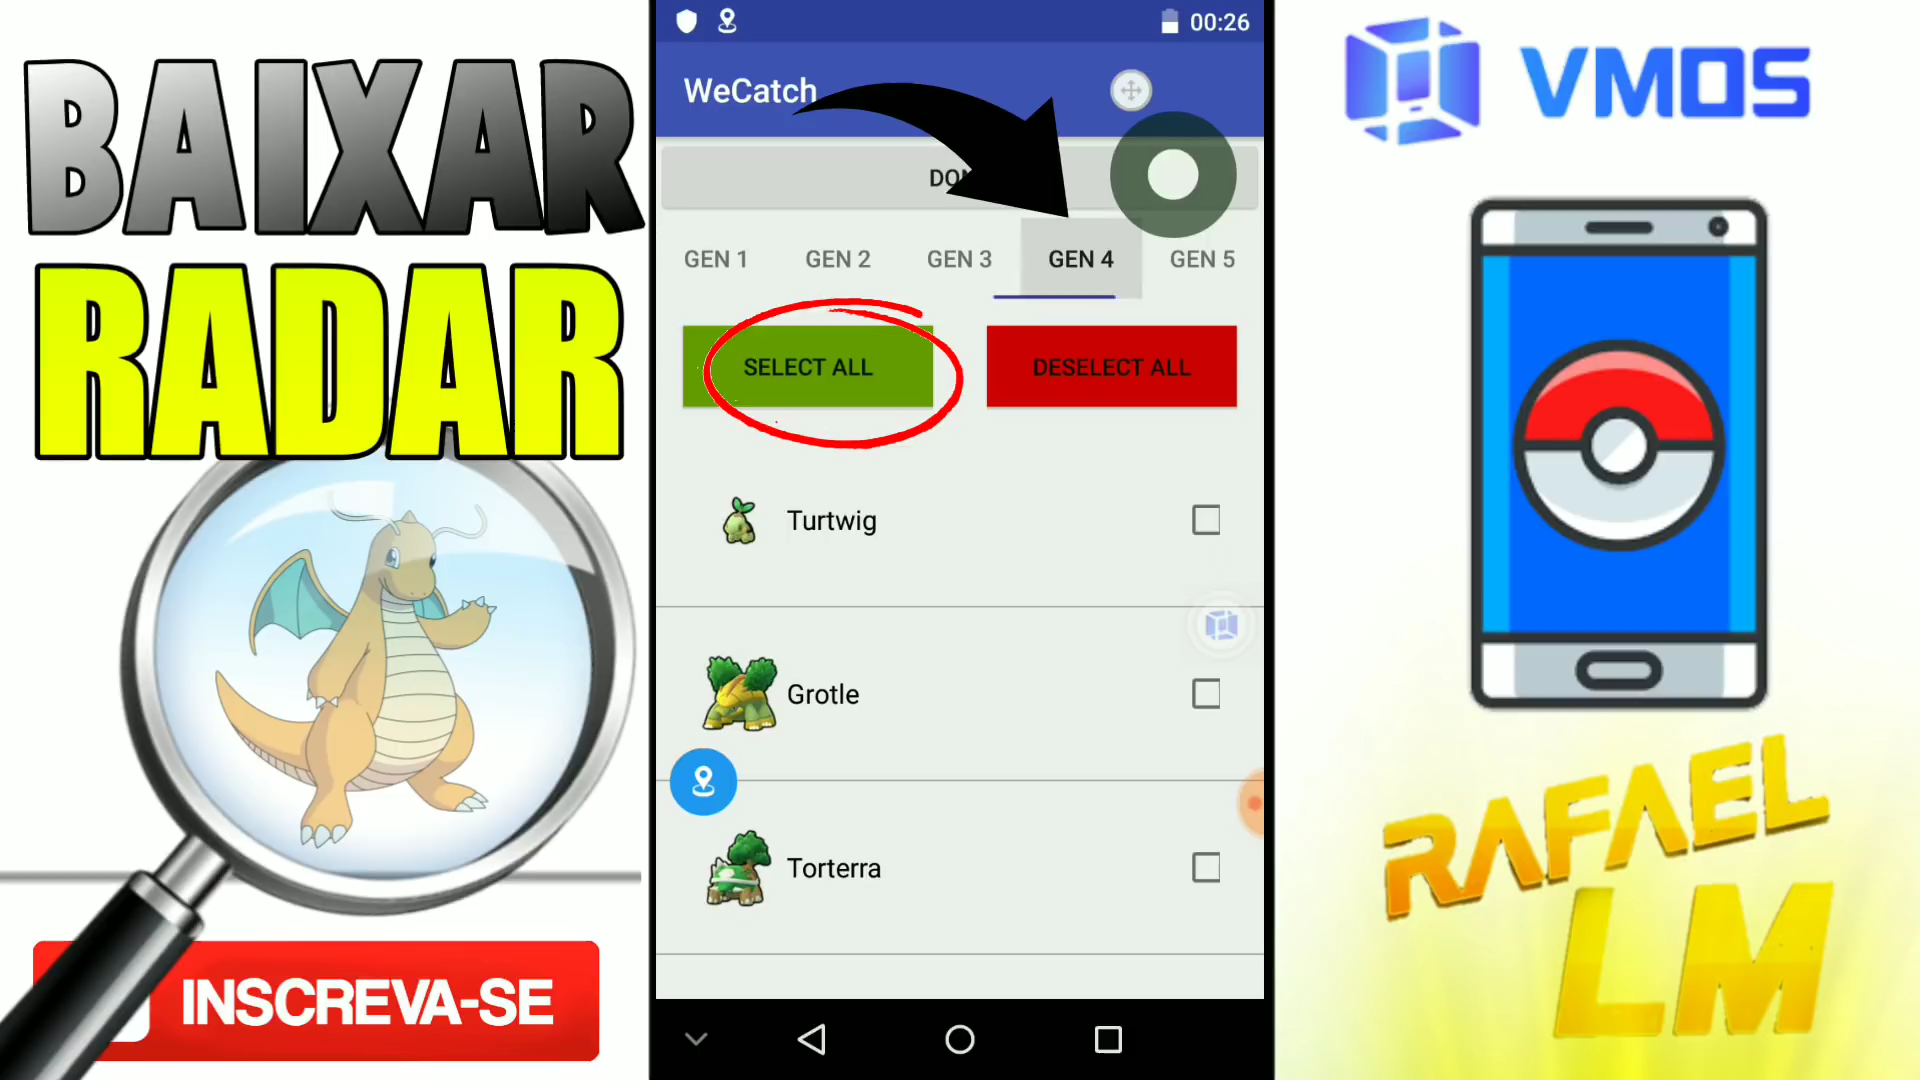 BAIXAR
RADAR
INSCREVA-SE
00:26
WeCatch
GEN 1 GEN 2 GEN 3 GEN 4 GEN 5
SELECT ALL DESELECT ALL
Turtwig
Grotle
Torterra
VMOS
RAFAEL
LM